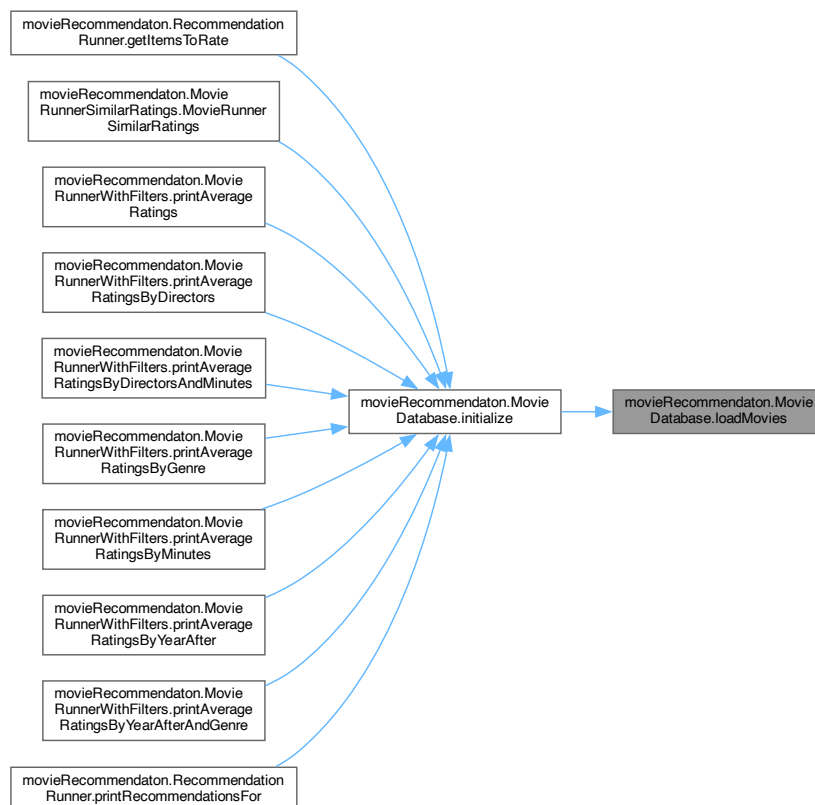 movieRecommendaton.Recommendation
Runner.getItemsToRate
movieRecommendaton.Movie
RunnerSimilarRatings.MovieRunner
SimilarRatings
movieRecommendaton.Movie
RunnerWithFilters.printAverage
Ratings
movieRecommendaton.Movie
RunnerWithFilters.printAverage
RatingsByDirectors
movieRecommendaton.Movie
RunnerWithFilters.printAverage
RatingsByDirectorsAndMinutes
movieRecommendaton.Movie
Database.initialize
movieRecommendaton.Movie
Database.loadMovies
movieRecommendaton.Movie
RunnerWithFilters.printAverage
RatingsByGenre
movieRecommendaton.Movie
RunnerWithFilters.printAverage
RatingsByMinutes
movieRecommendaton.Movie
RunnerWithFilters.printAverage
RatingsByYearAfter
movieRecommendaton.Movie
RunnerWithFilters.printAverage
RatingsByYearAfterAndGenre
movieRecommendaton.Recommendation
Runner.printRecommendationsFor